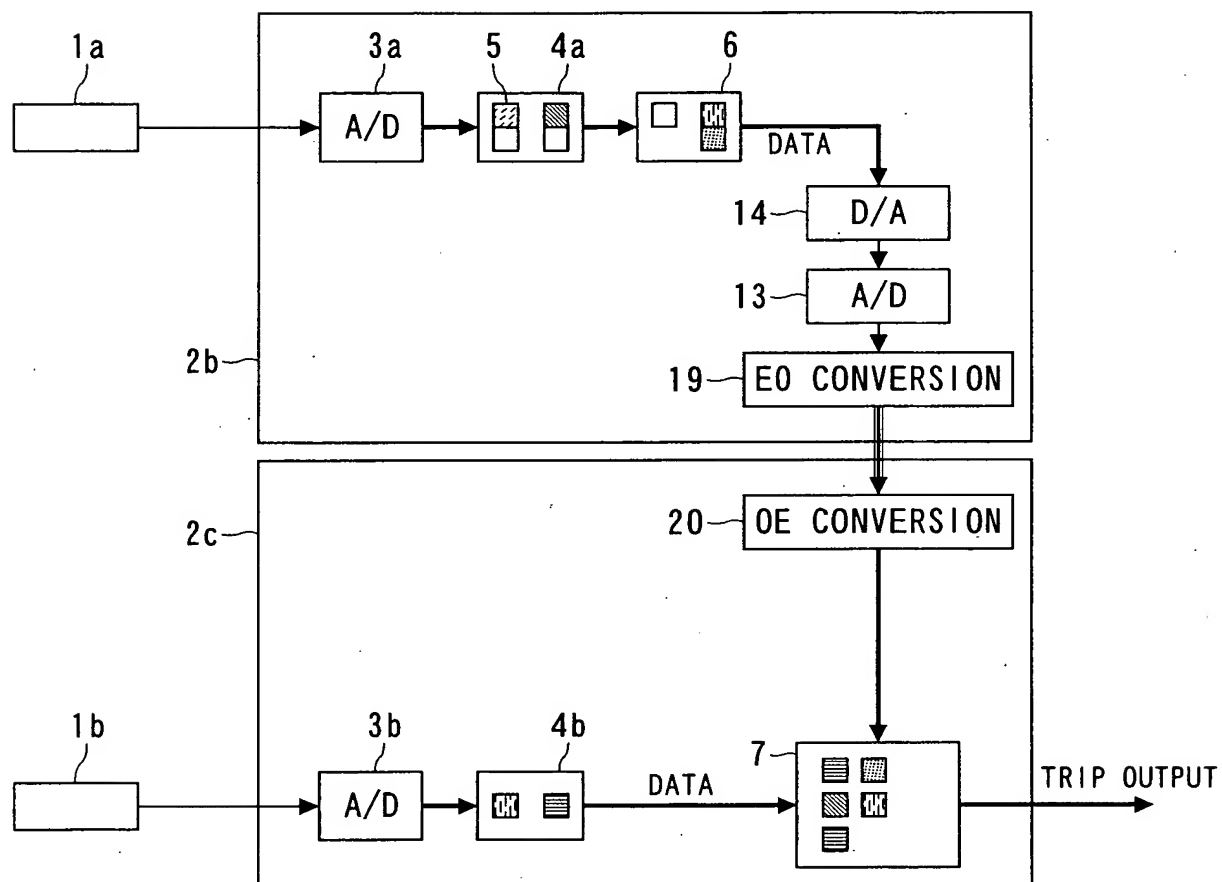 1a
3a
5
4a
6
A/D
DATA
14
D/A
13
A/D
2b
19
EO CONVERSION
2c
20
OE CONVERSION
1b
3b
4b
7
A/D
DATA
TRIP OUTPUT